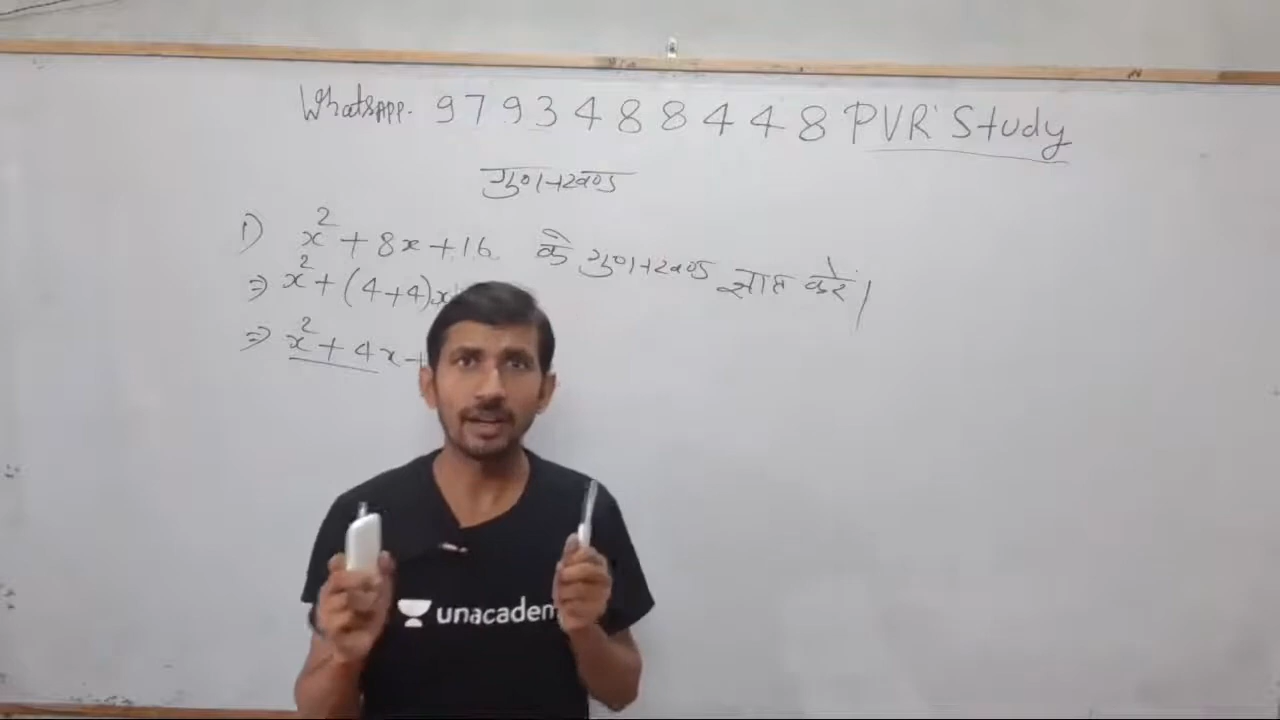 Whatsapp. 9793488448 PVR Study
गुणनखण्ड
1) x² + 8x + 16 के गुणनखण्ड ज्ञात करें।
⇒ x² + (4+4)x
⇒ x² + 4x +
unacadem